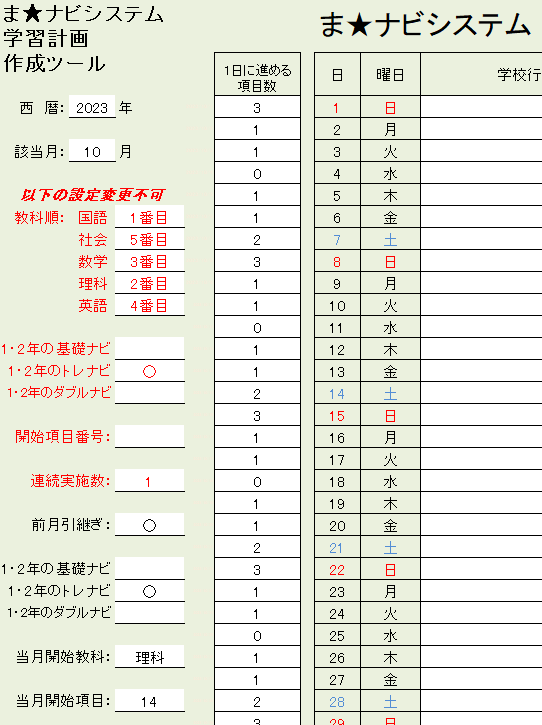 ま★ナビシステム
学習計画
作成ツール
西 暦: 2023 年
該当月: 10 月
以下の設定変更不可
教科順: 国語 1番目
社会 5番目
数学 3番目
理科 2番目
英語 4番目
1・2年の基礎ナビ
1・2年のトレナビ ○
1・2年のダブルナビ
開始項目番号:
連続実施数: 1
前月引継ぎ: ○
1・2年の基礎ナビ
1・2年のトレナビ ○
1・2年のダブルナビ
当月開始教科: 理科
当月開始項目: 14
ま★ナビシステム
1日に進める
項目数
日 曜日 学校行
3 1 日
1 2 月
1 3 火
0 4 水
1 5 木
1 6 金
2 7 土
3 8 日
1 9 月
1 10 火
0 11 水
1 12 木
1 13 金
2 14 土
3 15 日
1 16 月
1 17 火
0 18 水
1 19 木
1 20 金
2 21 土
3 22 日
1 23 月
1 24 火
0 25 水
1 26 木
1 27 金
2 28 土
3 29 日